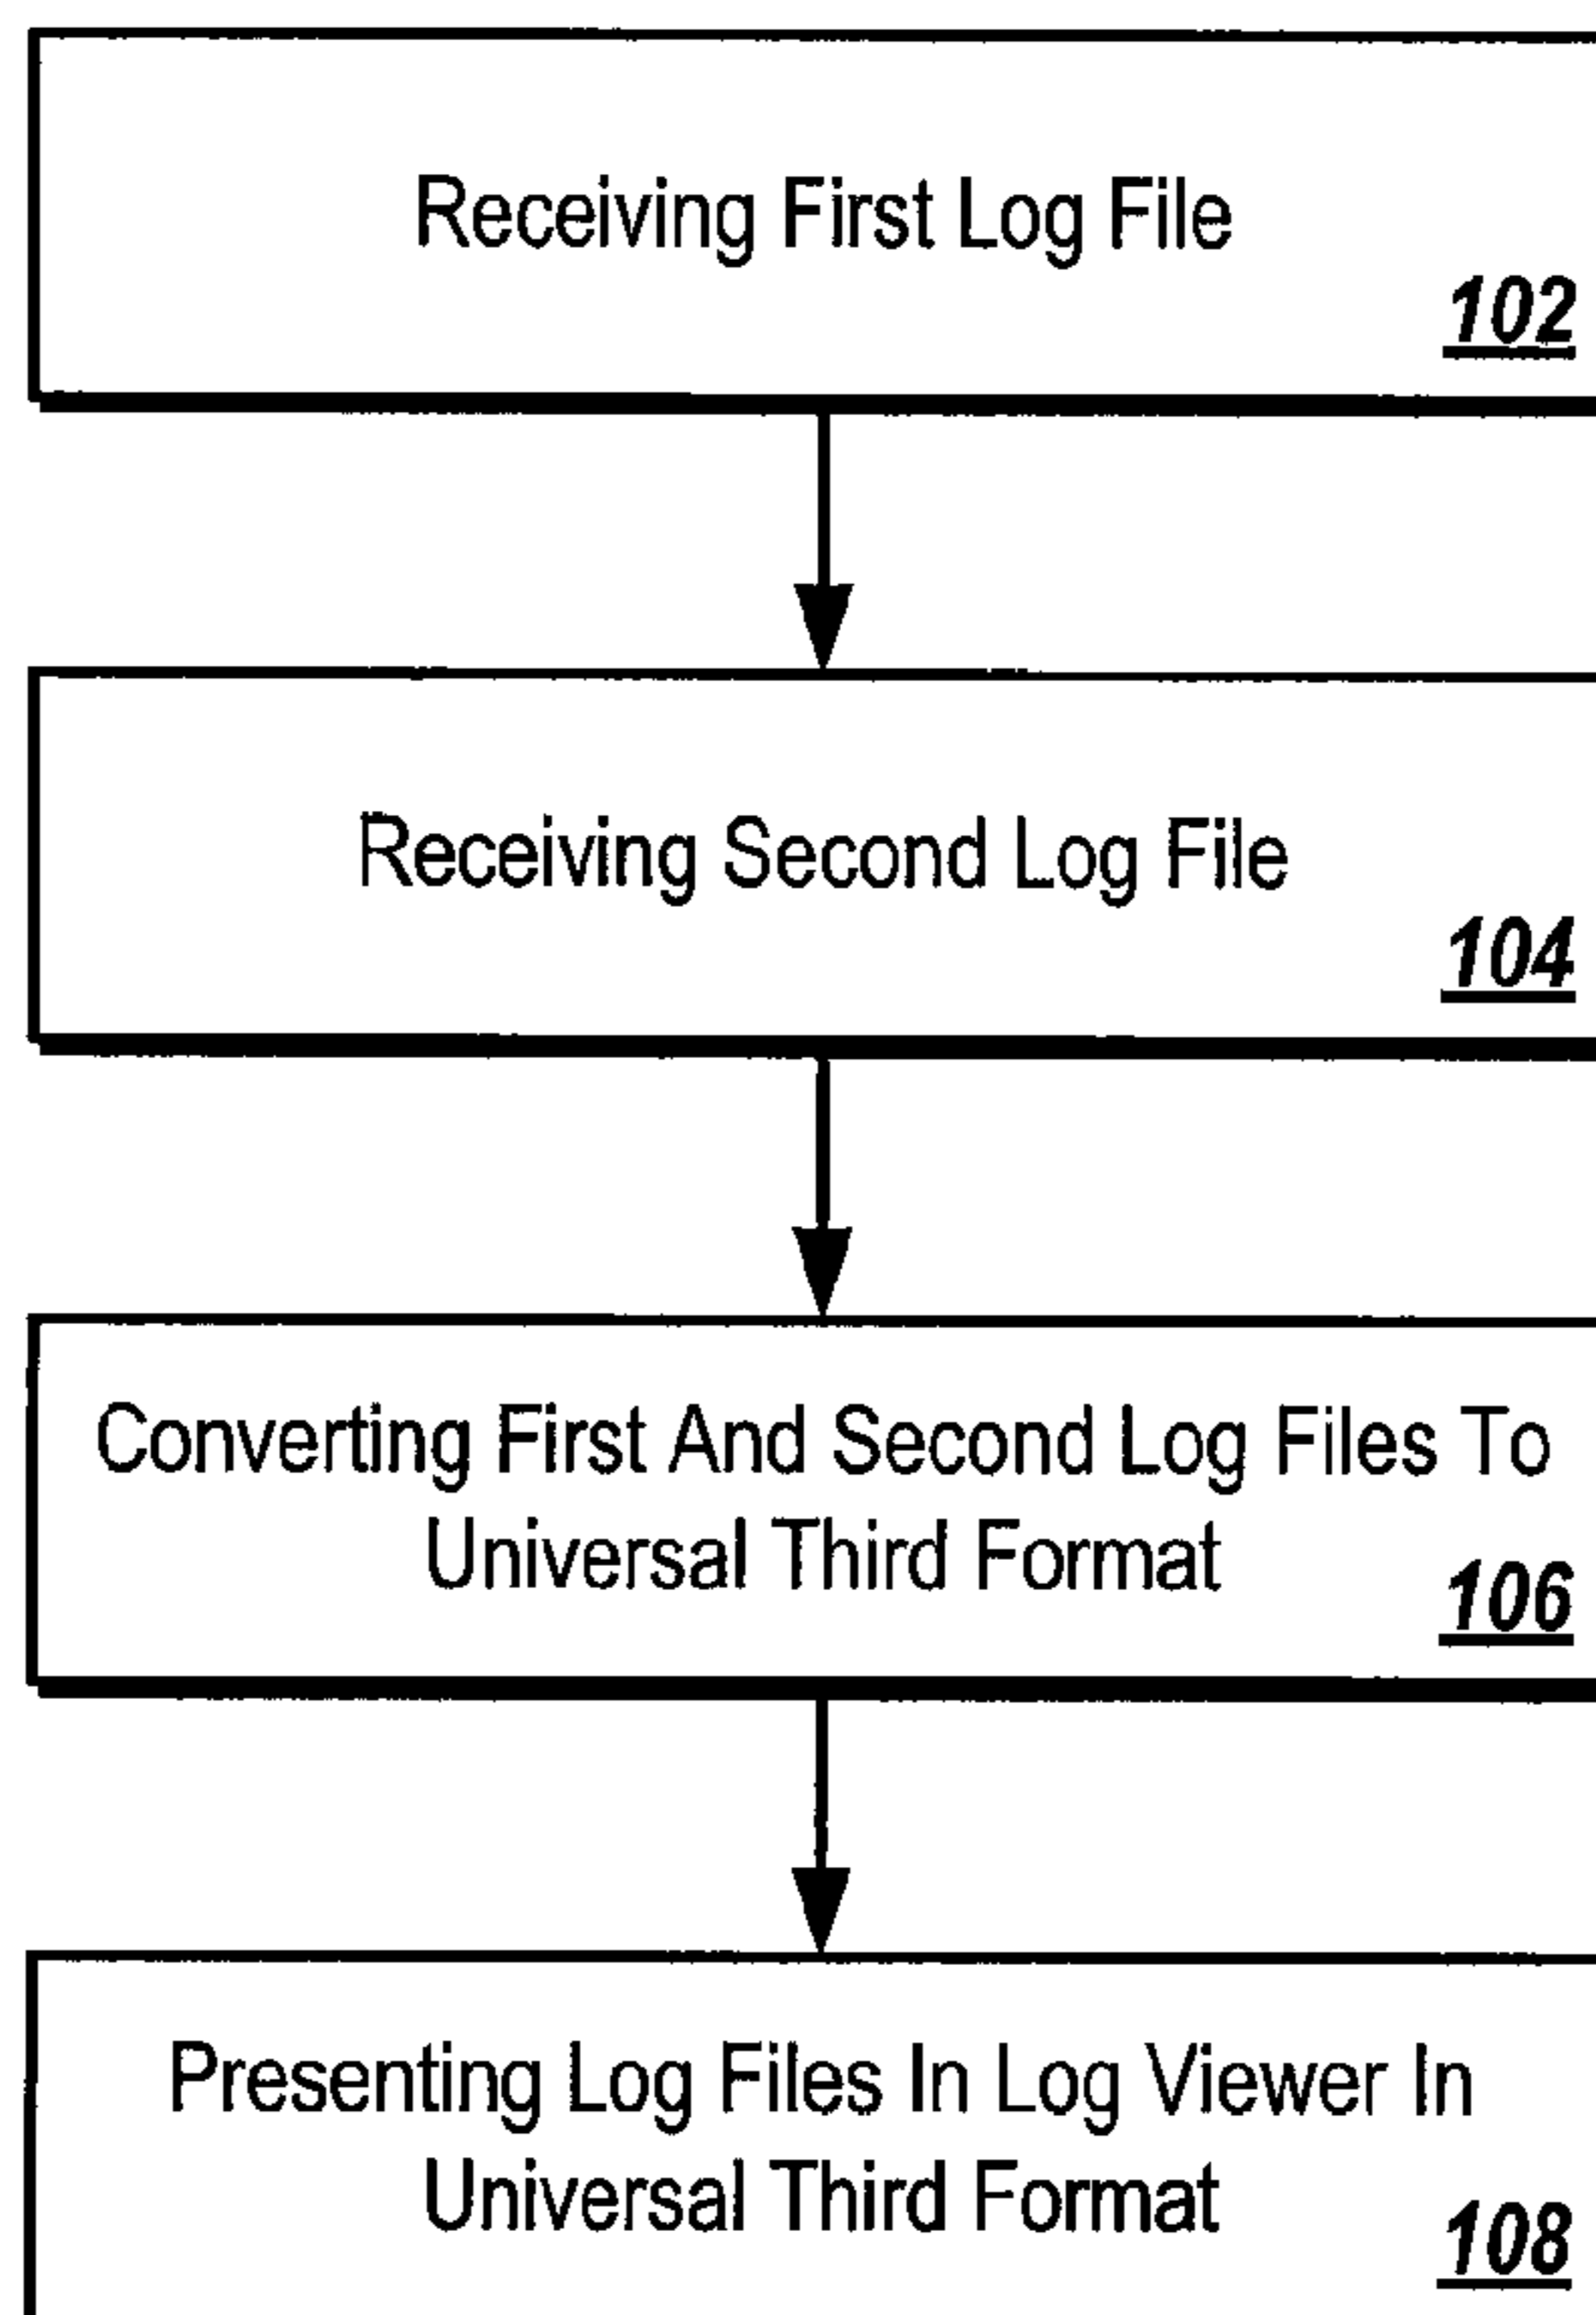 Receiving First Log File
102
Receiving Second Log File
104
Converting First And Second Log Files To
Universal Third Format
106
Presenting Log Files In Log Viewer In
Universal Third Format
108